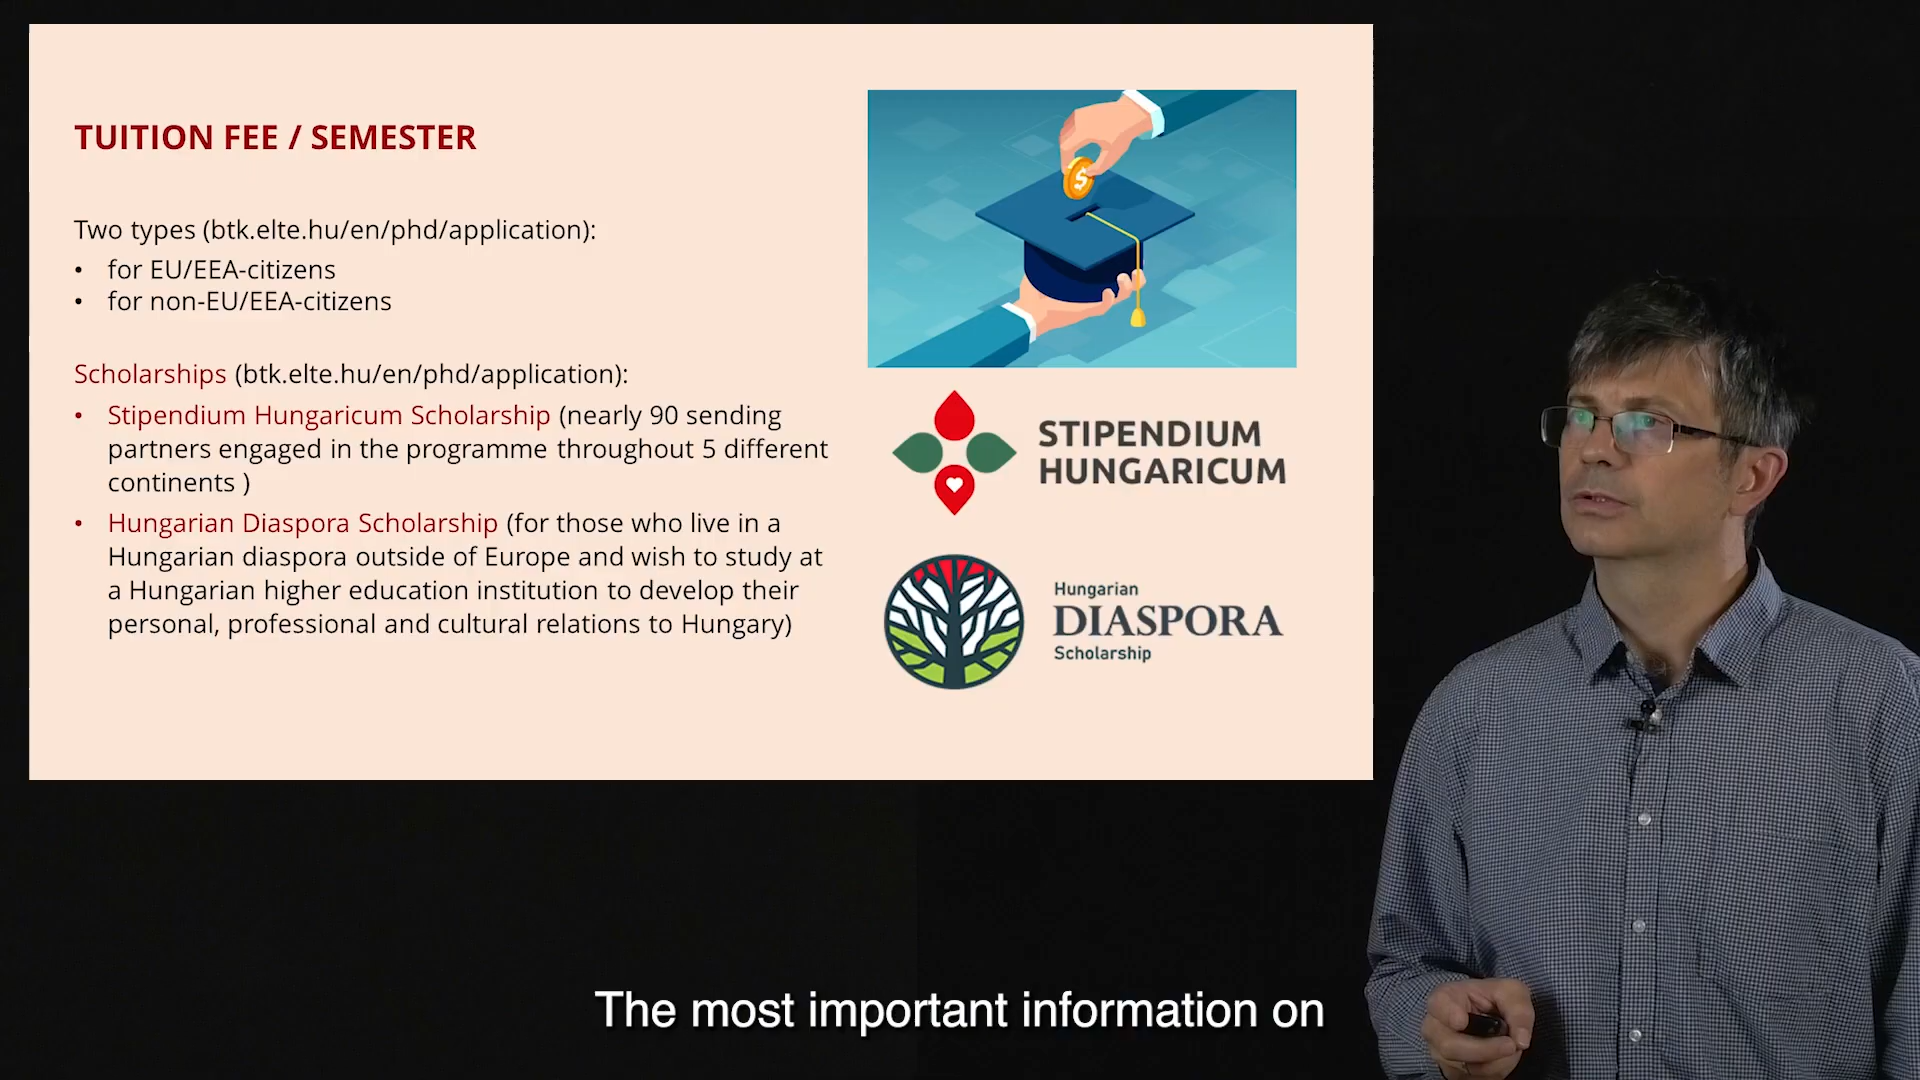 TUITION FEE / SEMESTER
Two types (btk.elte.hu/en/phd/application):
• for EU/EEA-citizens
• for non-EU/EEA-citizens
Scholarships (btk.elte.hu/en/phd/application):
• Stipendium Hungaricum Scholarship (nearly 90 sending
partners engaged in the programme throughout 5 different
continents )
• Hungarian Diaspora Scholarship (for those who live in a
Hungarian diaspora outside of Europe and wish to study at
a Hungarian higher education institution to develop their
personal, professional and cultural relations to Hungary)
$
STIPENDIUM
HUNGARICUM
Hungarian
DIASPORA
Scholarship
The most important information on